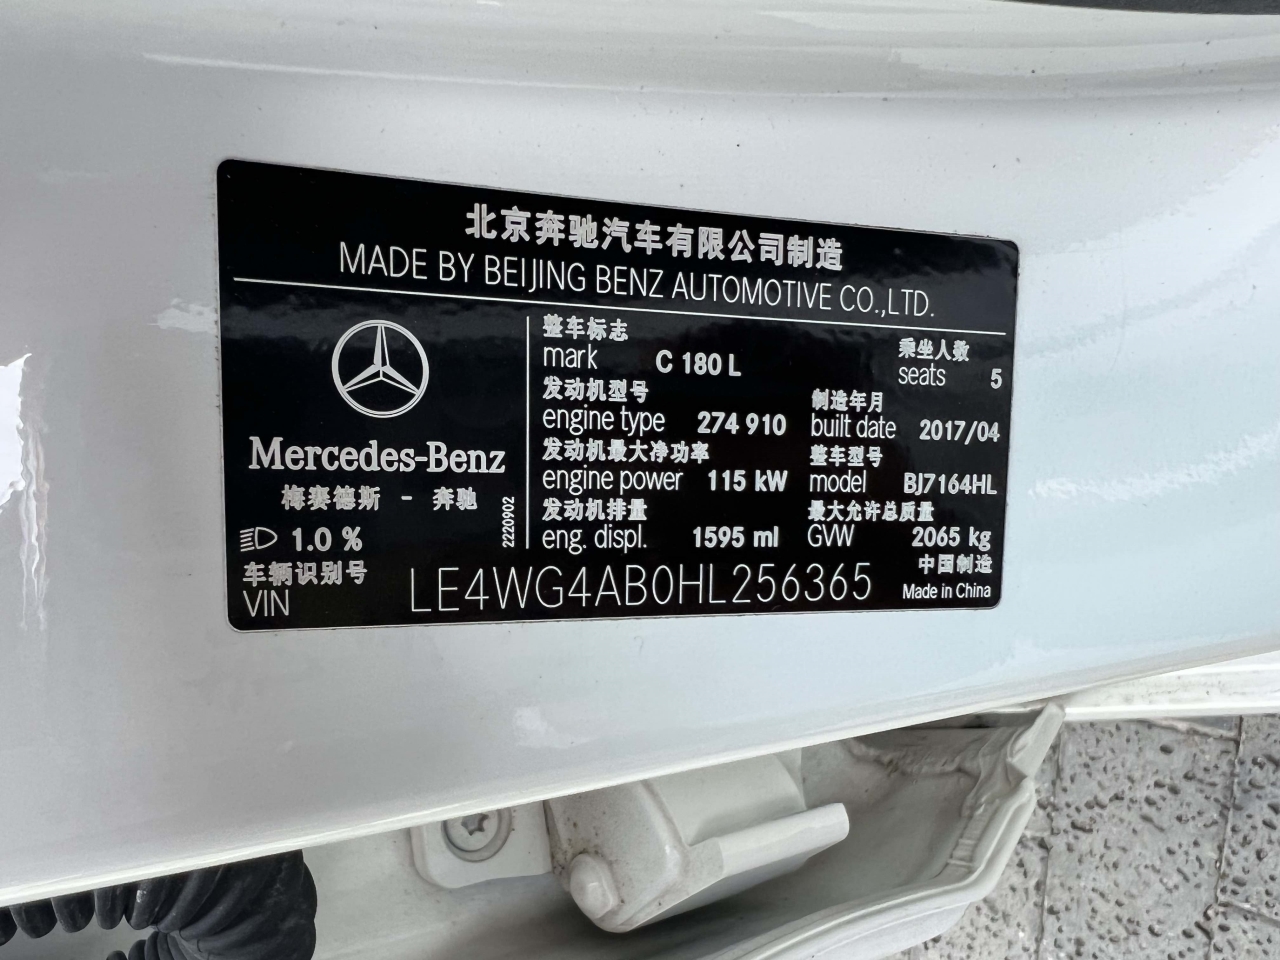 北京奔驰汽车有限公司制造
MADE BY BEIJING BENZ AUTOMOTIVE CO.,LTD.
Mercedes-Benz
梅赛德斯 - 奔驰
1.0 %
2220902
整车标志
mark C 180 L
乘坐人数
seats 5
发动机型号
engine type 274 910
制造年月
built date 2017/04
发动机最大净功率
engine power 115 kW
整车型号
model BJ7164HL
发动机排量
eng. displ. 1595 ml
最大允许总质量
GVW 2065 kg
车辆识别号
VIN LE4WG4AB0HL256365
中国制造
Made in China